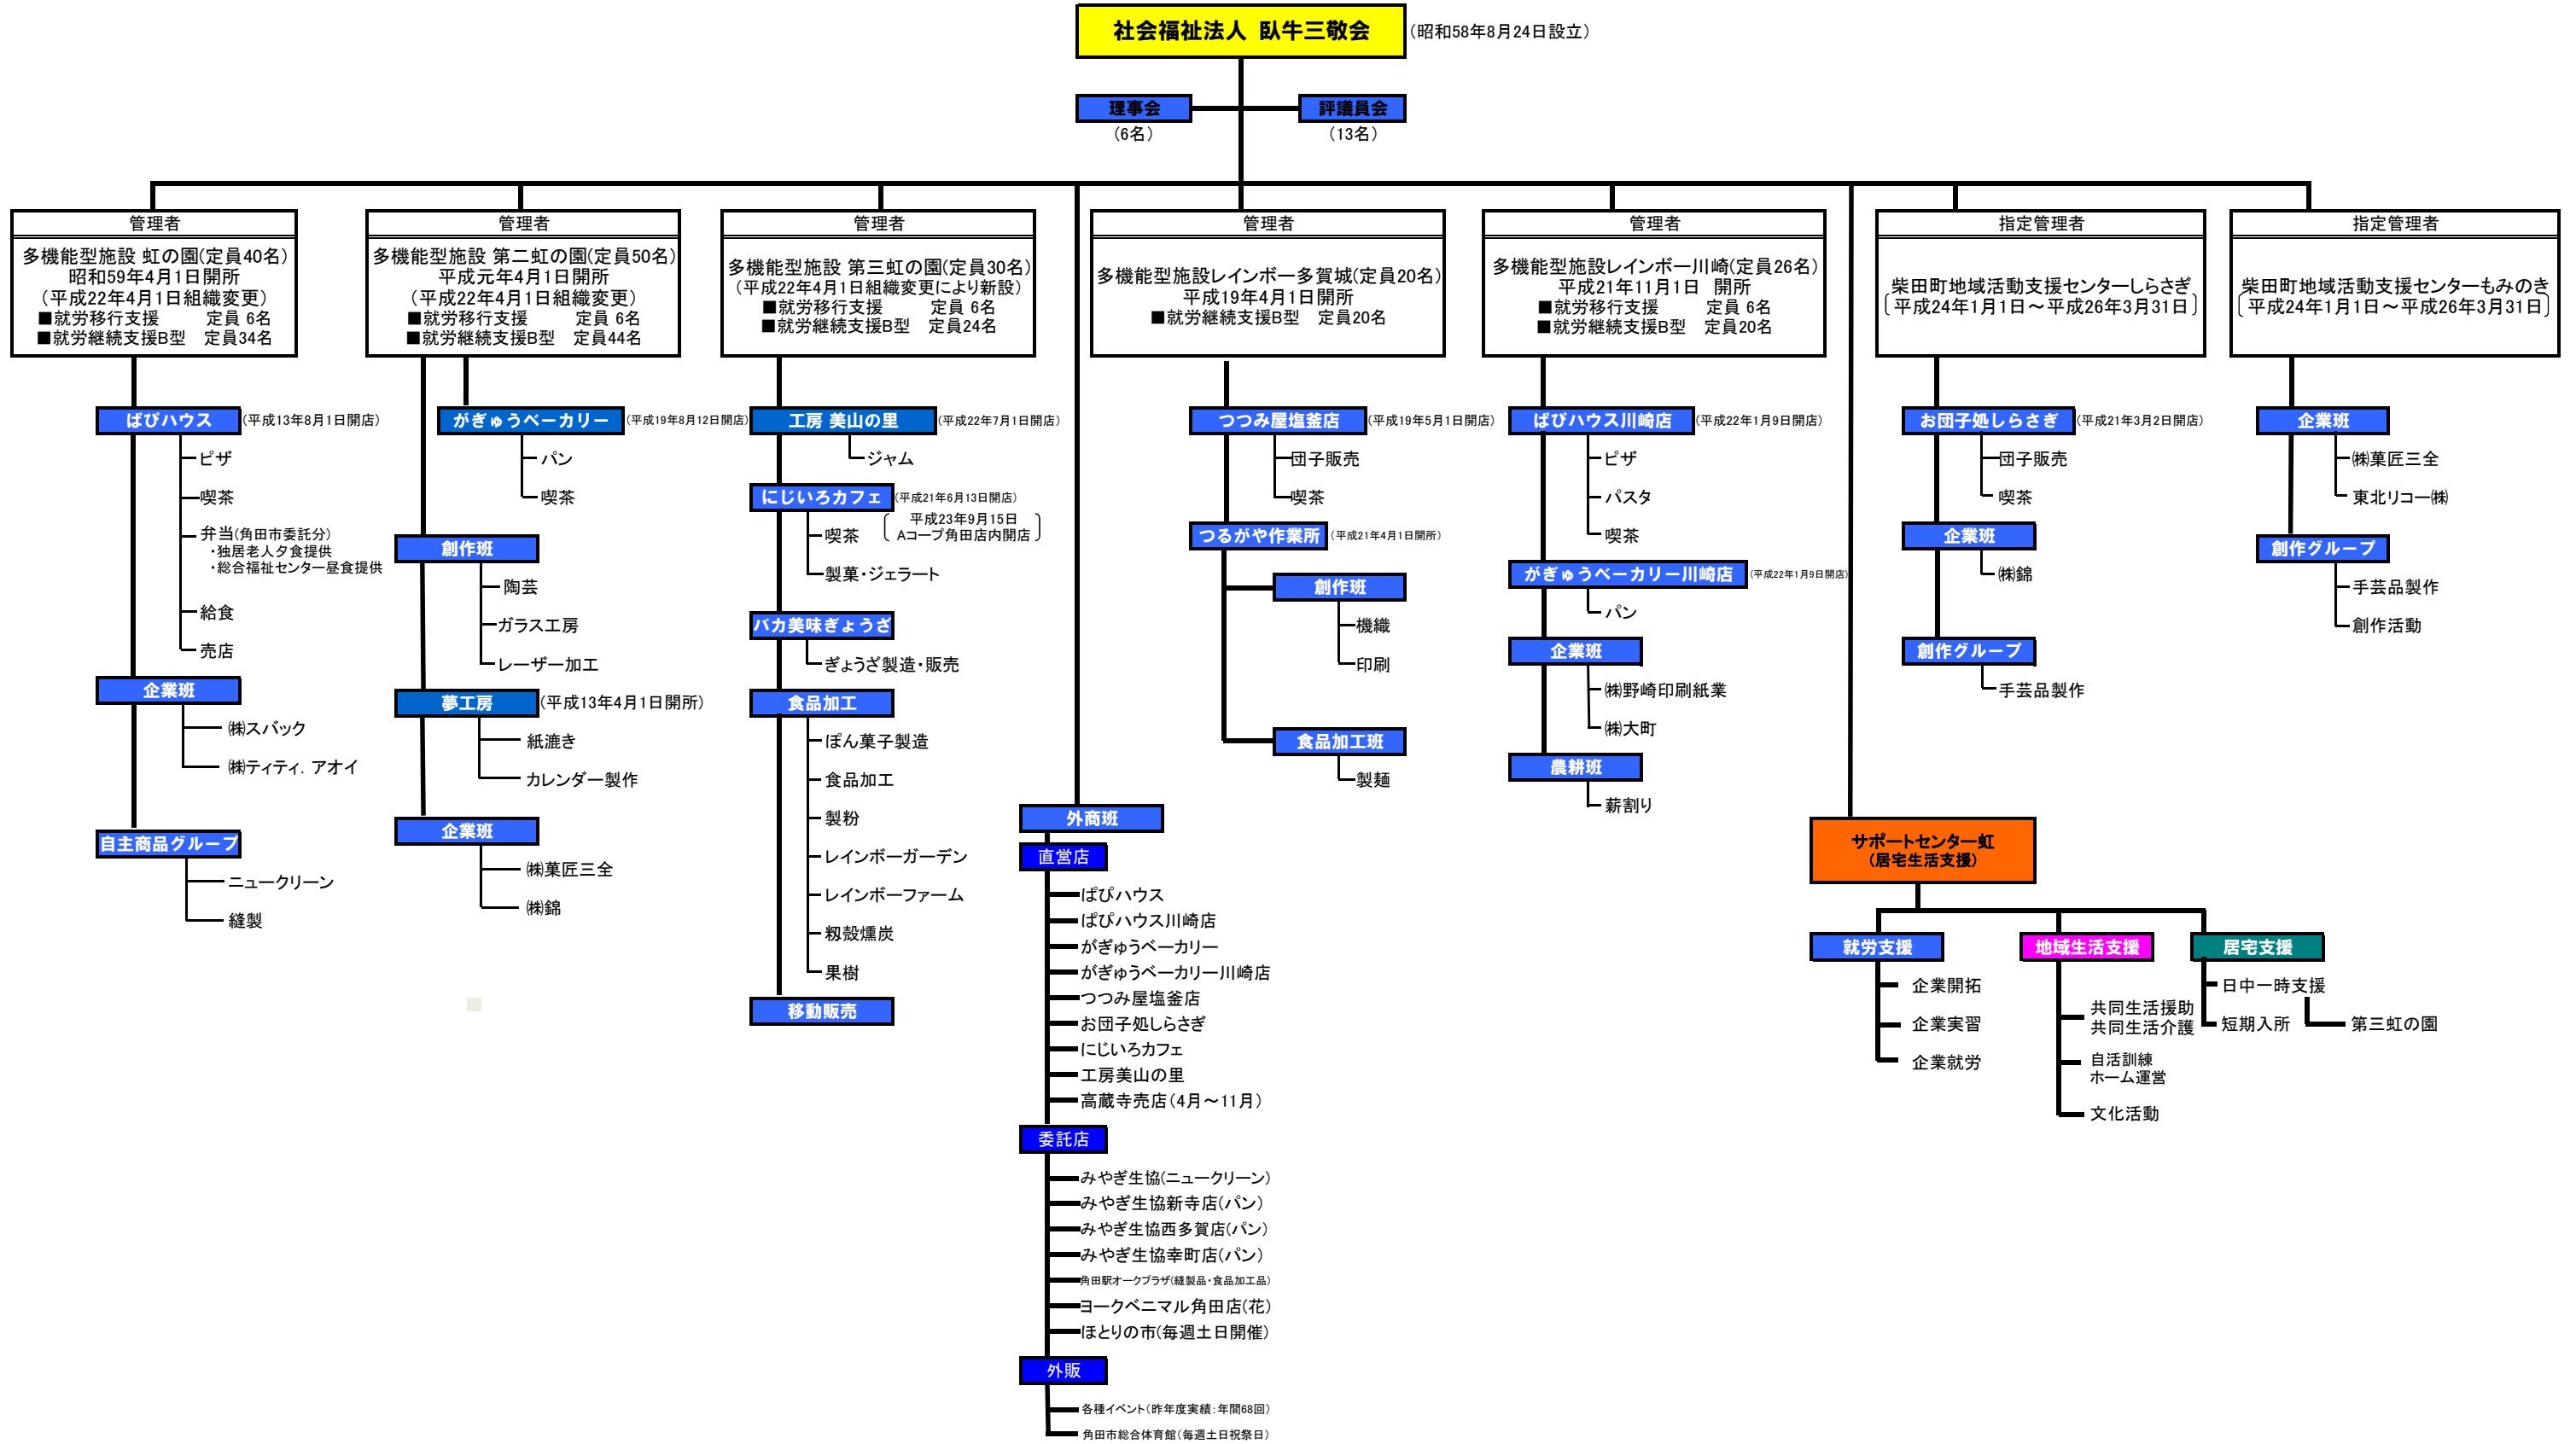 社会福祉法人 臥牛三敬会
（昭和58年8月24日設立）
理事会
（6名）
評議員会
（13名）
管理者
多機能型施設 虹の園(定員40名)
昭和59年4月1日開所
（平成22年4月1日組織変更）
■就労移行支援 定員 6名
■就労継続支援B型 定員34名
ぱぴハウス
(平成13年8月1日開店)
ピザ
喫茶
弁当(角田市委託分)
・独居老人夕食提供
・総合福祉センター昼食提供
給食
売店
企業班
㈱スバック
㈱ティティ．アオイ
自主商品グループ
ニュークリーン
縫製
管理者
多機能型施設 第二虹の園(定員50名)
平成元年4月1日開所
（平成22年4月1日組織変更）
■就労移行支援 定員 6名
■就労継続支援B型 定員44名
がぎゅうベーカリー
(平成19年8月12日開店)
パン
喫茶
創作班
陶芸
ガラス工房
レーザー加工
夢工房
(平成13年4月1日開所)
紙漉き
カレンダー製作
企業班
㈱菓匠三全
㈱錦
管理者
多機能型施設 第三虹の園(定員30名)
（平成22年4月1日組織変更により新設）
■就労移行支援 定員 6名
■就労継続支援B型 定員24名
工房 美山の里
(平成22年7月1日開店)
ジャム
にじいろカフェ
(平成21年6月13日開店)
喫茶
平成23年9月15日
Aコープ角田店内開店
製菓・ジェラート
バカ美味ぎょうざ
ぎょうざ製造・販売
食品加工
ぽん菓子製造
食品加工
製粉
レインボーガーデン
レインボーファーム
籾殻燻炭
果樹
移動販売
外商班
直営店
ぱぴハウス
ぱぴハウス川崎店
がぎゅうベーカリー
がぎゅうベーカリー川崎店
つつみ屋塩釜店
お団子処しらさぎ
にじいろカフェ
工房美山の里
高蔵寺売店（4月～11月）
委託店
みやぎ生協(ニュークリーン)
みやぎ生協新寺店(パン)
みやぎ生協西多賀店(パン)
みやぎ生協幸町店(パン)
角田駅オークプラザ(縫製品・食品加工品)
ヨークベニマル角田店(花)
ほとりの市(毎週土日開催)
外販
各種イベント（昨年度実績：年間68回）
角田市総合体育館（毎週土日祝祭日）
管理者
多機能型施設レインボー多賀城(定員20名)
平成19年4月1日開所
■就労継続支援B型 定員20名
つつみ屋塩釜店
(平成19年5月1日開店)
団子販売
喫茶
つるがや作業所
(平成21年4月1日開所)
創作班
機織
印刷
食品加工班
製麺
管理者
多機能型施設レインボー川崎(定員26名)
平成21年11月1日 開所
■就労移行支援 定員 6名
■就労継続支援B型 定員20名
ぱぴハウス川崎店
(平成22年1月9日開店)
ピザ
パスタ
喫茶
がぎゅうベーカリー川崎店
(平成22年1月9日開店)
パン
企業班
㈱野崎印刷紙業
㈱大町
農耕班
薪割り
指定管理者
柴田町地域活動支援センターしらさぎ
平成24年1月1日～平成26年3月31日
お団子処しらさぎ
(平成21年3月2日開店)
団子販売
喫茶
企業班
㈱錦
創作グループ
手芸品製作
指定管理者
柴田町地域活動支援センターもみのき
平成24年1月1日～平成26年3月31日
企業班
㈱菓匠三全
東北リコー㈱
創作グループ
手芸品製作
創作活動
サポートセンター虹
(居宅生活支援)
就労支援
企業開拓
企業実習
企業就労
地域生活支援
共同生活援助
共同生活介護
自活訓練
ホーム運営
文化活動
居宅支援
日中一時支援
短期入所
第三虹の園